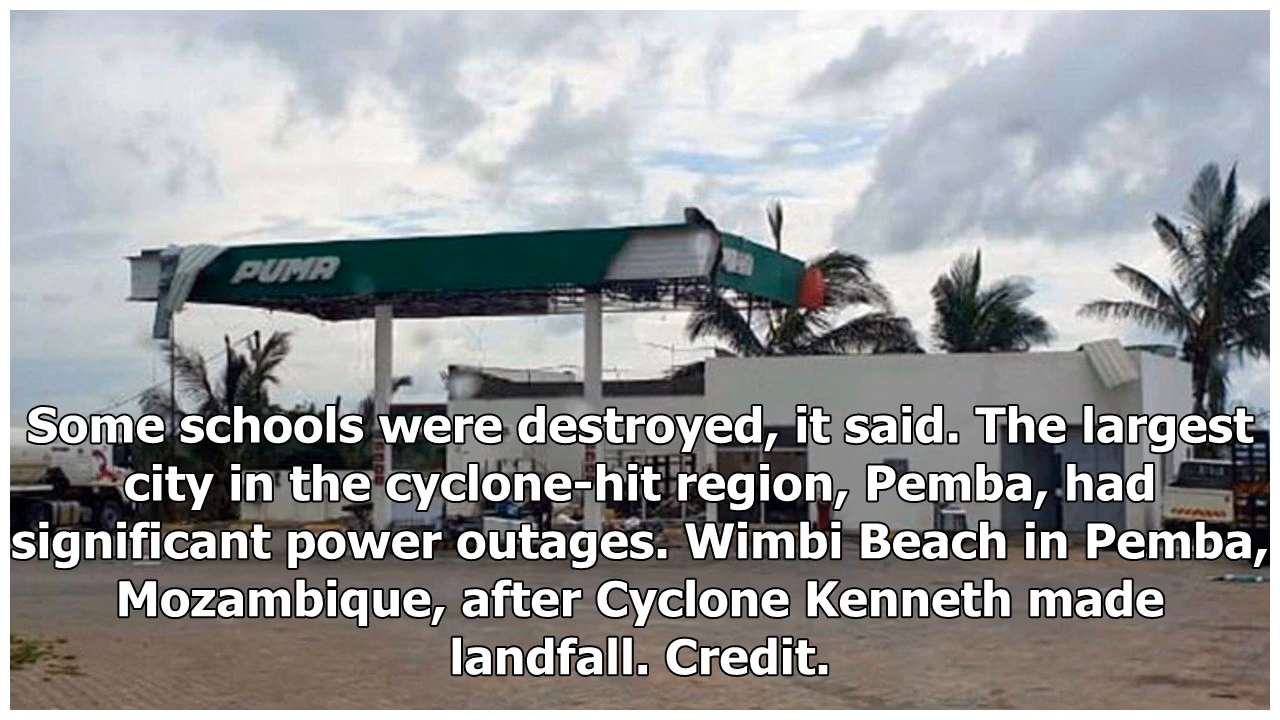 PUMA
Some schools were destroyed, it said. The largest
city in the cyclone-hit region, Pemba, had
significant power outages. Wimbi Beach in Pemba,
Mozambique, after Cyclone Kenneth made
landfall. Credit.